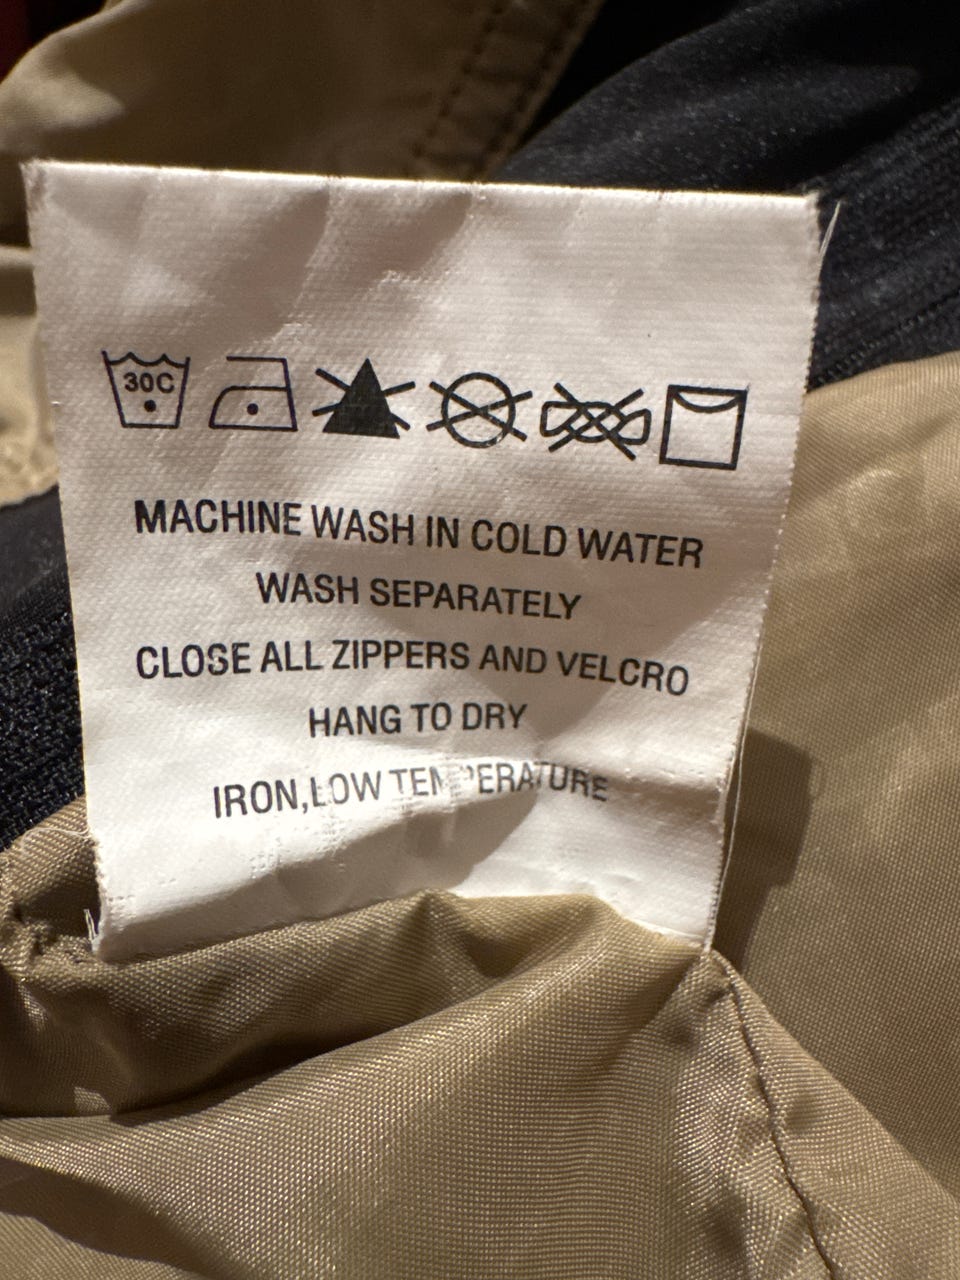 30C
MACHINE WASH IN COLD WATER
WASH SEPARATELY
CLOSE ALL ZIPPERS AND VELCRO
HANG TO DRY
IRON,LOW TEMPERATURE